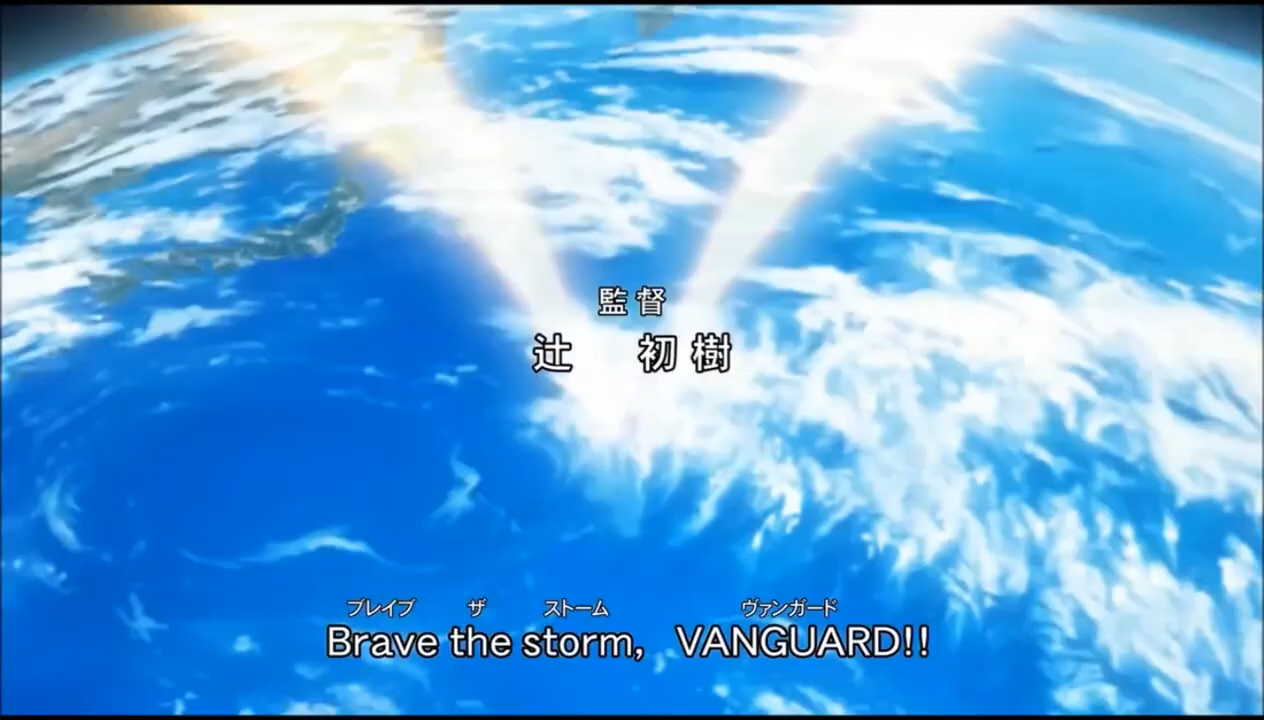 監督
辻 初樹
ブレイブ ザ ストーム ヴァンガード
Brave the storm, VANGUARD!!